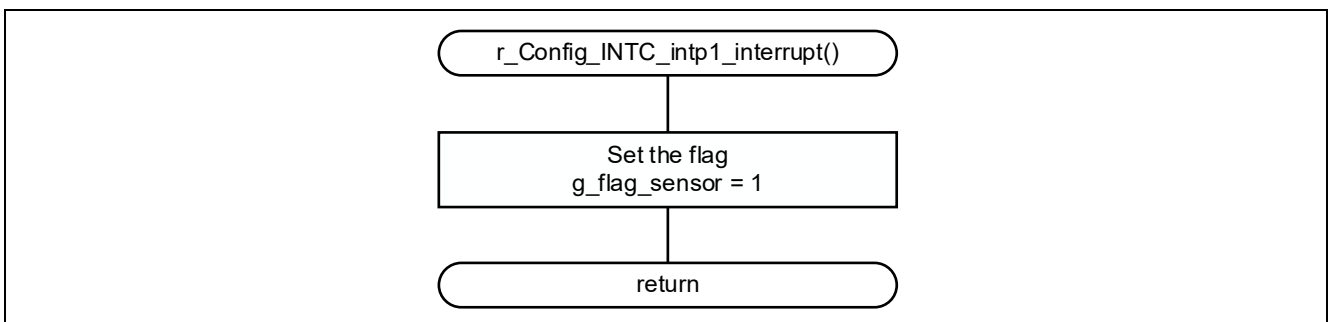 r_Config_INTC_intp1_interrupt()
Set the flag
g_flag_sensor = 1
return